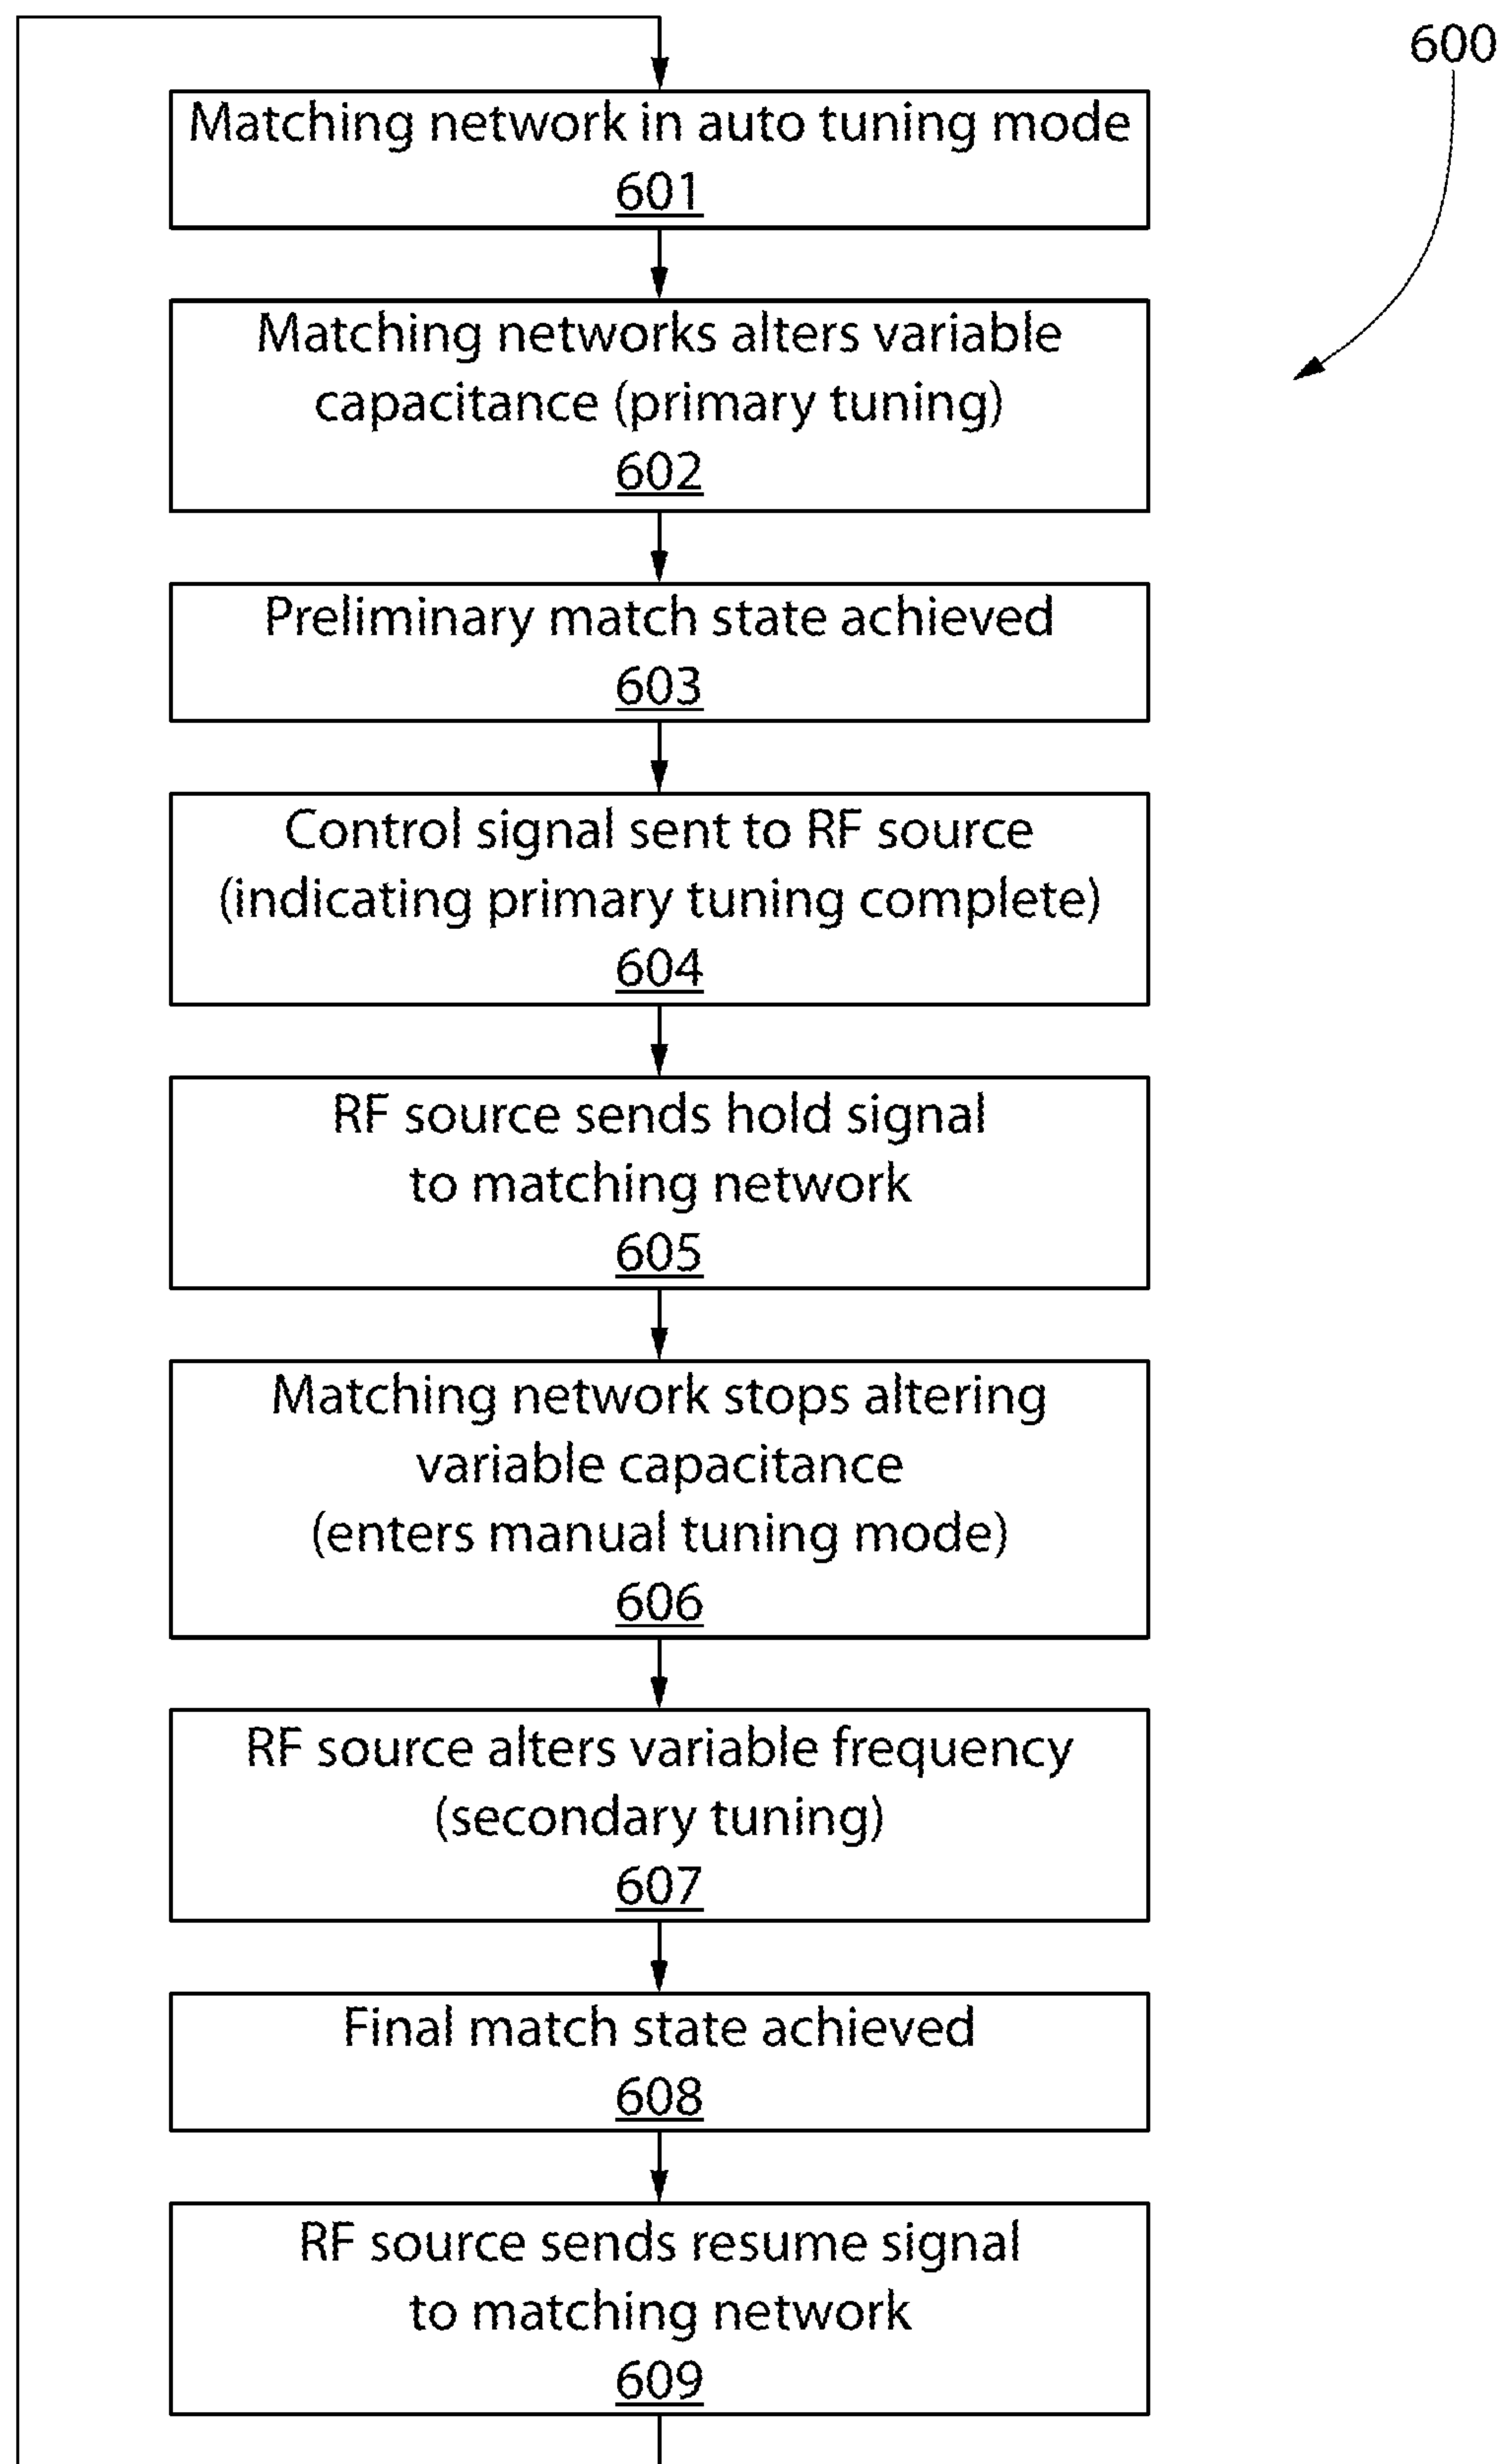 600
Matching network in auto tuning mode
601
Matching networks alters variable
capacitance (primary tuning)
602
Preliminary match state achieved
603
Control signal sent to RF source
(indicating primary tuning complete)
604
RF source sends hold signal
to matching network
605
Matching network stops altering
variable capacitance
(enters manual tuning mode)
606
RF source alters variable frequency
(secondary tuning)
607
Final match state achieved
608
RF source sends resume signal
to matching network
609